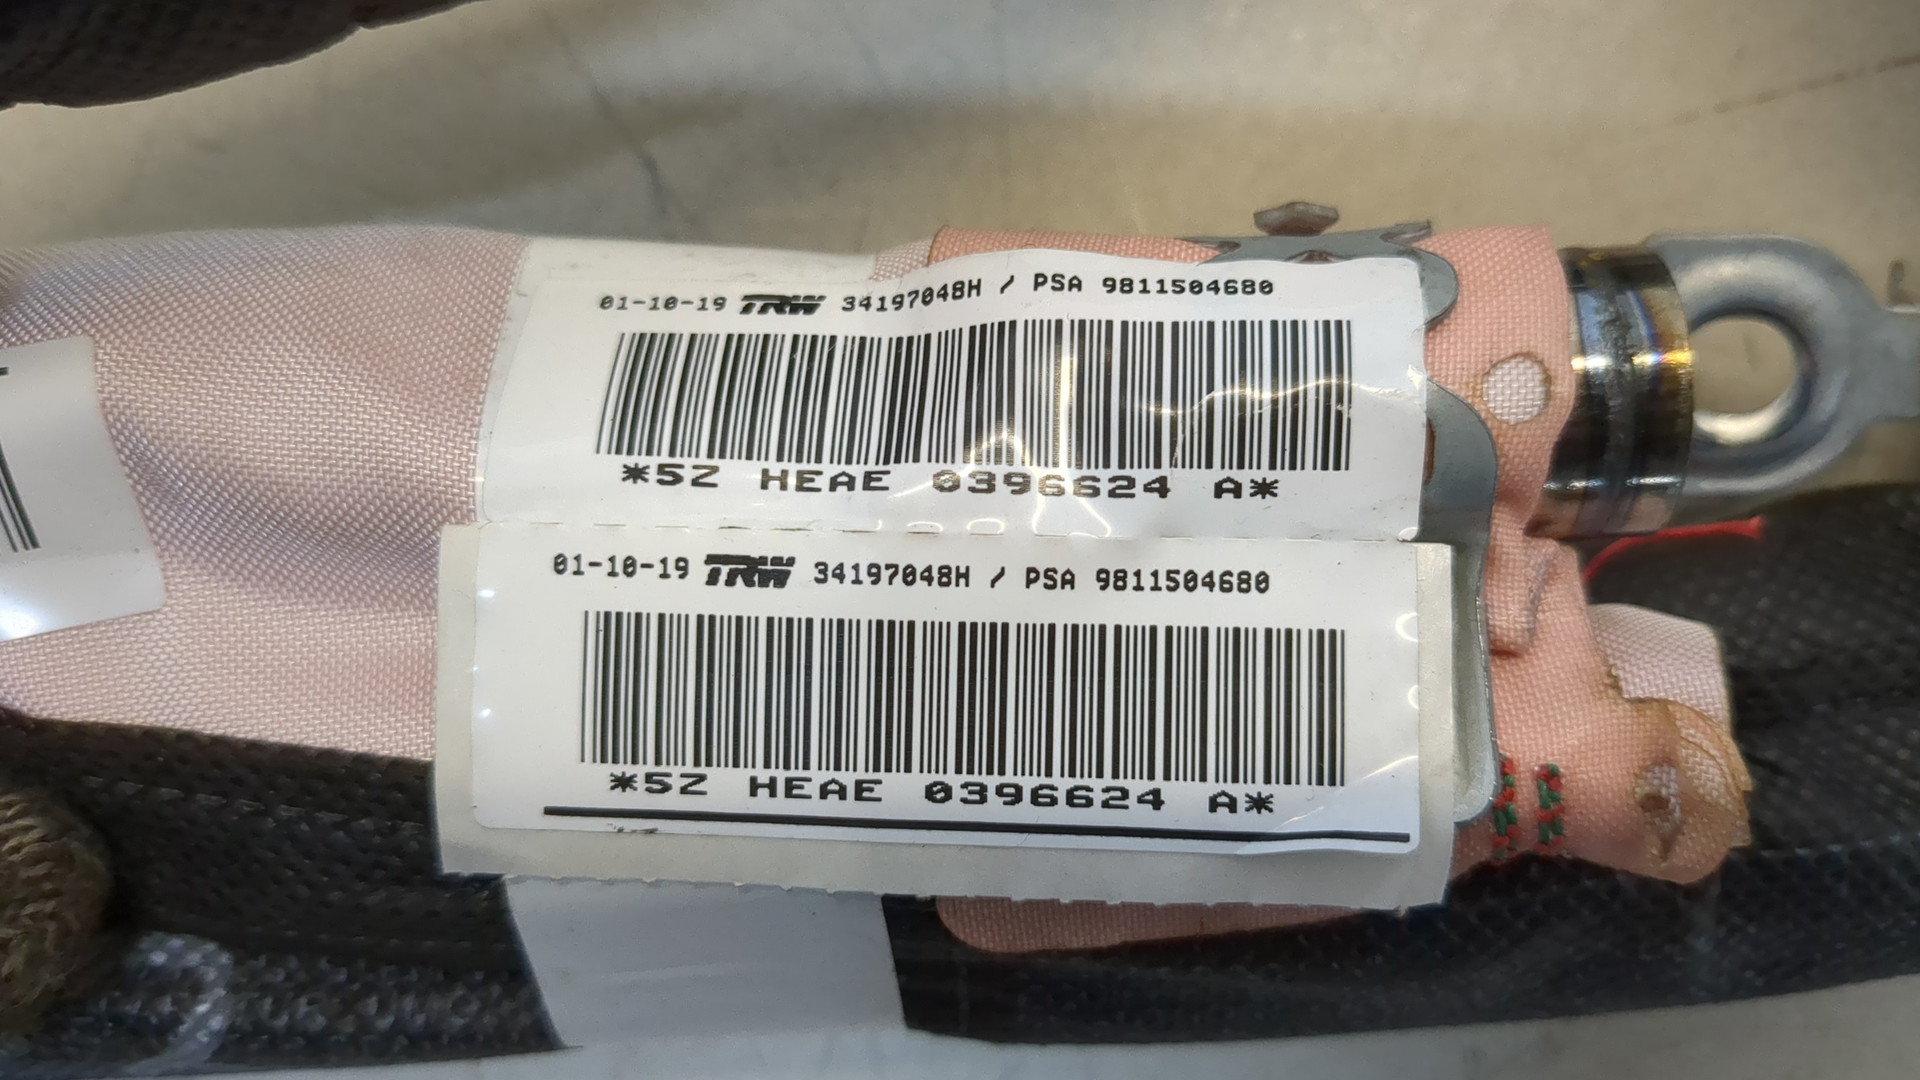 01-10-19 TRW 34197048H / PSA 9811504680
*5Z HEAE 0396624 A*
01-10-19 TRW 34197048H / PSA 9811504680
*5Z HEAE 0396624 A*